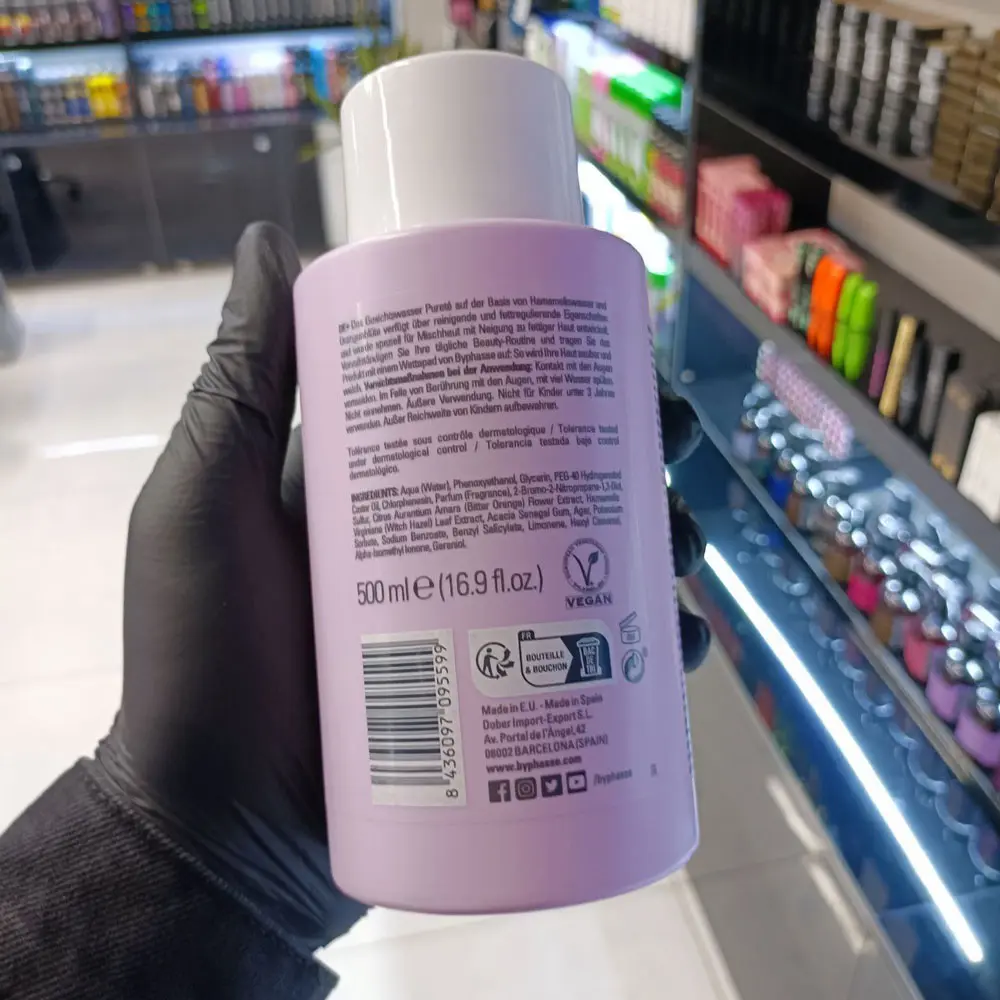 DE• Das Gesichtswasser Pureté auf der Basis von Hamameliswasser und
Orangenblüte verfügt über reinigende und fettregulierende Eigenschaften
und wurde speziell für Mischhaut mit Neigung zu fettiger Haut entwickelt.
Vervollständigen Sie Ihre tägliche Beauty-Routine und tragen Sie das
Produkt mit einem Wattepad von Byphasse auf: So wird Ihre Haut sauber und
weich. Vorsichtsmaßnahmen bei der Anwendung: Kontakt mit den Augen
vermeiden. Im Falle von Berührung mit den Augen, mit viel Wasser spülen.
Nicht einnehmen. Äußere Verwendung. Nicht für Kinder unter 3 Jahren
verwenden. Außer Reichweite von Kindern aufbewahren.
Tolérance testée sous contrôle dermatologique / Tolerance tested
under dermatological control / Tolerancia testada bajo control
dermatológico.
INGREDIENTS: Aqua (Water), Phenoxyethanol, Glycerin, PEG-40 Hydrogenated
Castor Oil, Chlorphenesin, Parfum (Fragrance), 2-Bromo-2-Nitropropane-1,3-Diol,
Sulfur, Citrus Aurantium Amara (Bitter Orange) Flower Extract, Hamamelis
Virginiana (Witch Hazel) Leaf Extract, Acacia Senegal Gum, Agar, Potassium
Sorbate, Sodium Benzoate, Benzyl Salicylate, Limonene, Hexyl Cinnamal,
Alpha-Isomethyl Ionone, Geraniol.
500 ml e (16.9 fl.oz.)
VEGAN
FR
BOUTEILLE
& BOUCHON
BAC
DE
TRI
8 436097 095599
Made in E.U. - Made in Spain
Dober Import-Export S.L.
Av. Portal de l'Àngel, 42
08002 BARCELONA (SPAIN)
www.byphasse.com
/byphasse